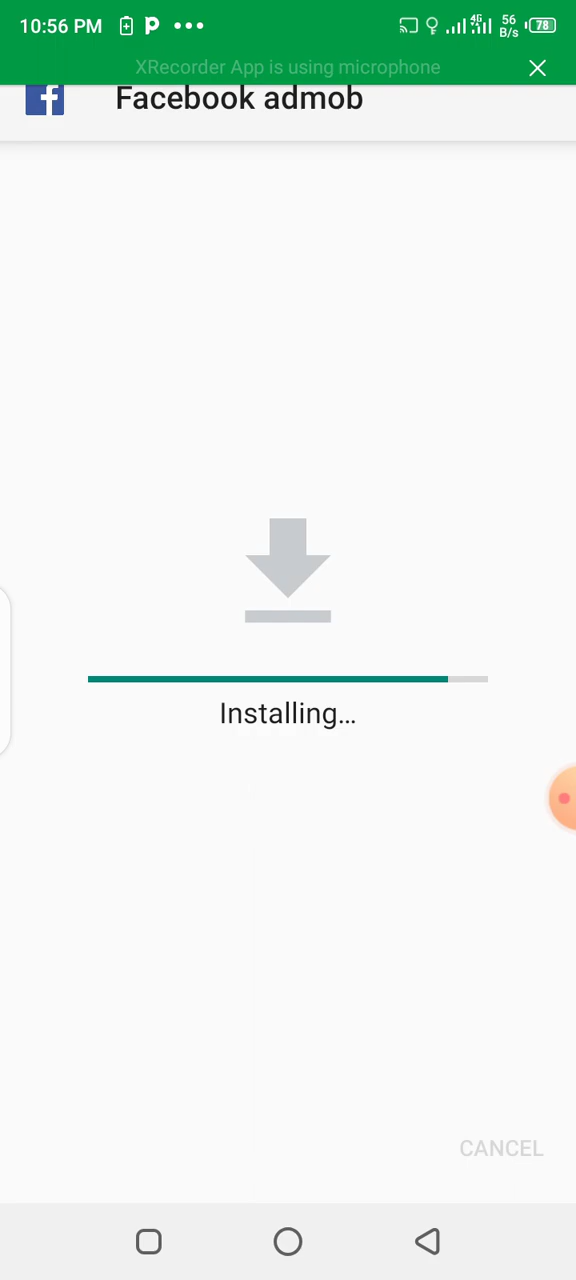 10:56 PM
4G
56
B/s
78
XRecorder App is using microphone
Facebook admob
Installing...
CANCEL